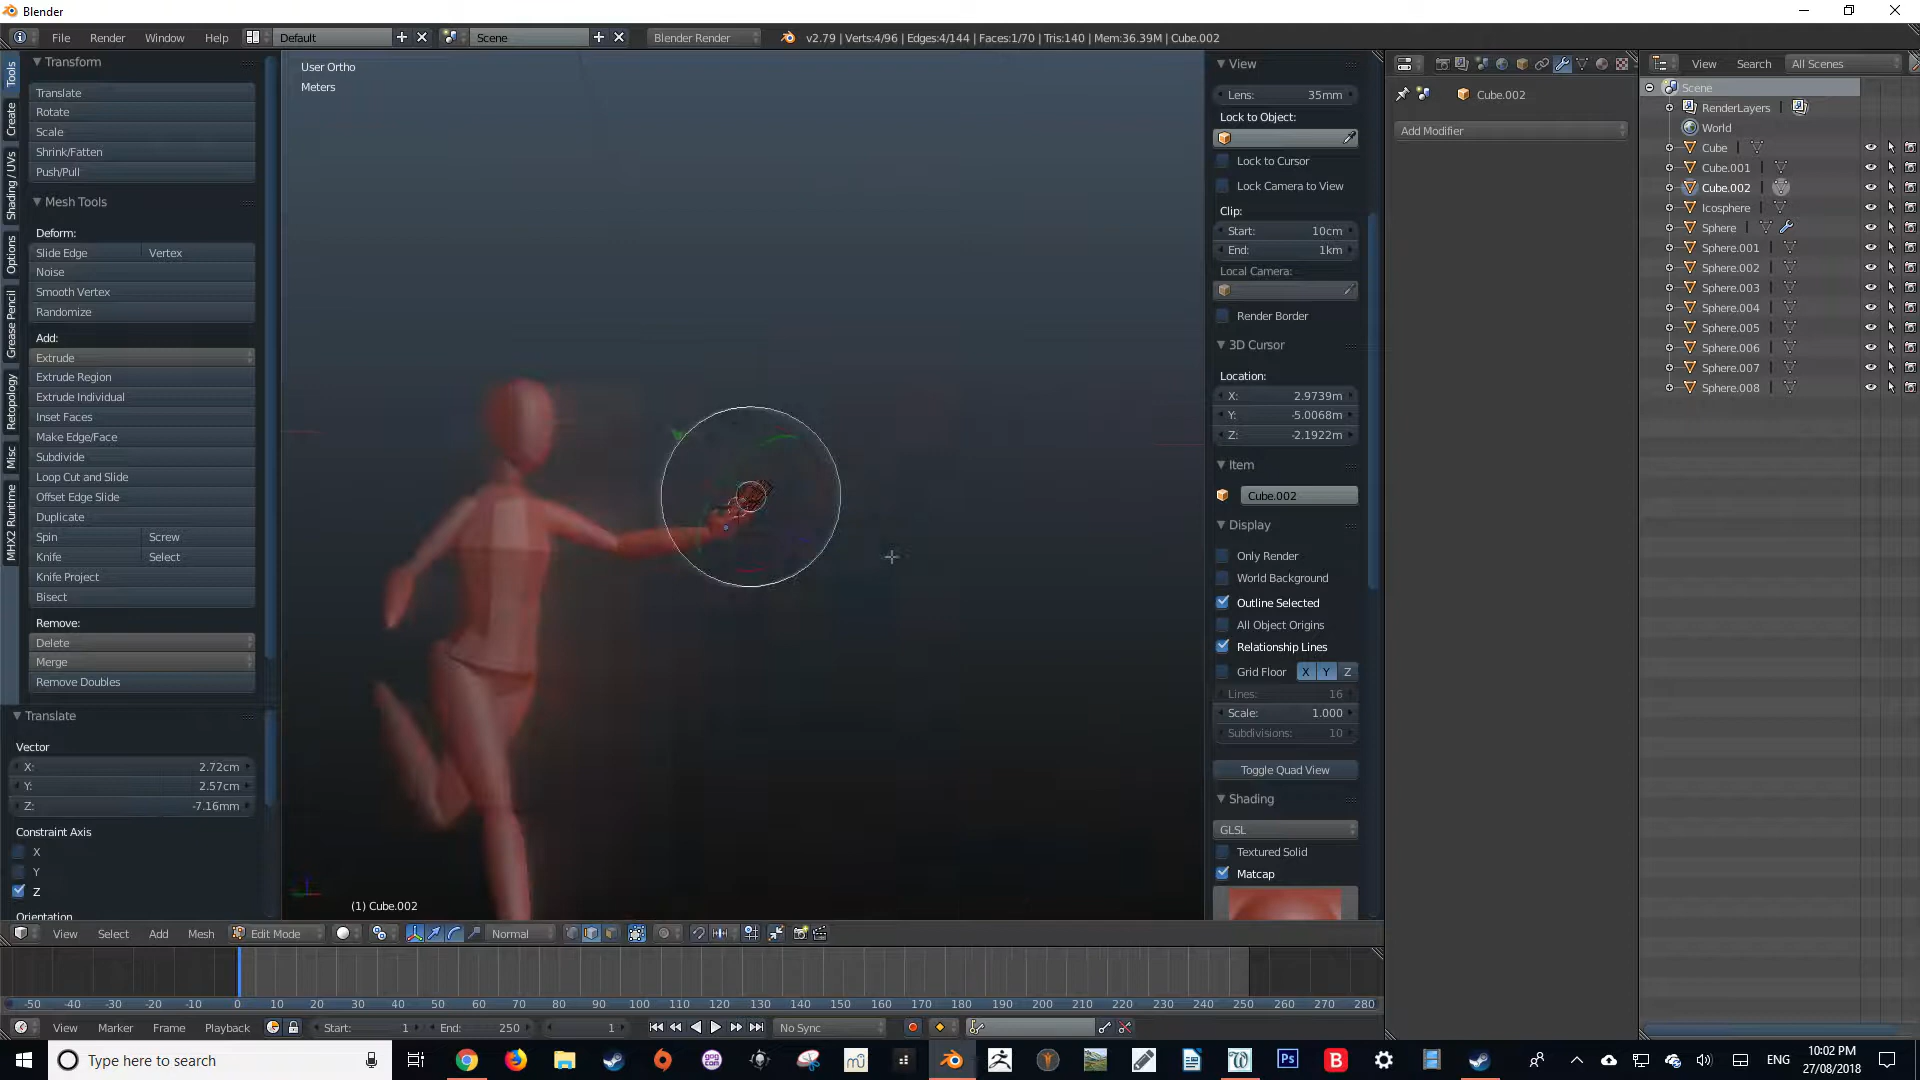 Blender
File Render Window Help Default Scene Blender Render v2.79 | Verts:4/96 | Edges:4/144 | Faces:1/70 | Tris:140 | Mem:36.39M | Cube.002
Tools
Create
Shading / UVs
Options
Grease Pencil
Retopology
Misc
MHX2 Runtime
Transform
Translate
Rotate
Scale
Shrink/Fatten
Push/Pull
Mesh Tools
Deform:
Slide Edge Vertex
Noise
Smooth Vertex
Randomize
Add:
Extrude
Extrude Region
Extrude Individual
Inset Faces
Make Edge/Face
Subdivide
Loop Cut and Slide
Offset Edge Slide
Duplicate
Spin Screw
Knife Select
Knife Project
Bisect
Remove:
Delete
Merge
Remove Doubles
Translate
Vector
X: 2.72cm
Y: 2.57cm
Z: -7.16mm
Constraint Axis
X
Y
Z
Orientation
User Ortho
Meters
(1) Cube.002
View
Lens: 35mm
Lock to Object:
Lock to Cursor
Lock Camera to View
Clip:
Start: 10cm
End: 1km
Local Camera:
Render Border
3D Cursor
Location:
X: 2.9739m
Y: -5.0068m
Z: -2.1922m
Item
Cube.002
Display
Only Render
World Background
Outline Selected
All Object Origins
Relationship Lines
Grid Floor X Y Z
Lines: 16
Scale: 1.000
Subdivisions: 10
Toggle Quad View
Shading
GLSL
Textured Solid
Matcap
Cube.002
Add Modifier
View Search All Scenes
Scene
RenderLayers
World
Cube
Cube.001
Cube.002
Icosphere
Sphere
Sphere.001
Sphere.002
Sphere.003
Sphere.004
Sphere.005
Sphere.006
Sphere.007
Sphere.008
View Select Add Mesh Edit Mode Normal
-50 -40 -30 -20 -10 0 10 20 30 40 50 60 70 80 90 100 110 120 130 140 150 160 170 180 190 200 210 220 230 240 250 260 270 280
View Marker Frame Playback Start: 1 End: 250 1 No Sync
Type here to search
ENG
10:02 PM
27/08/2018